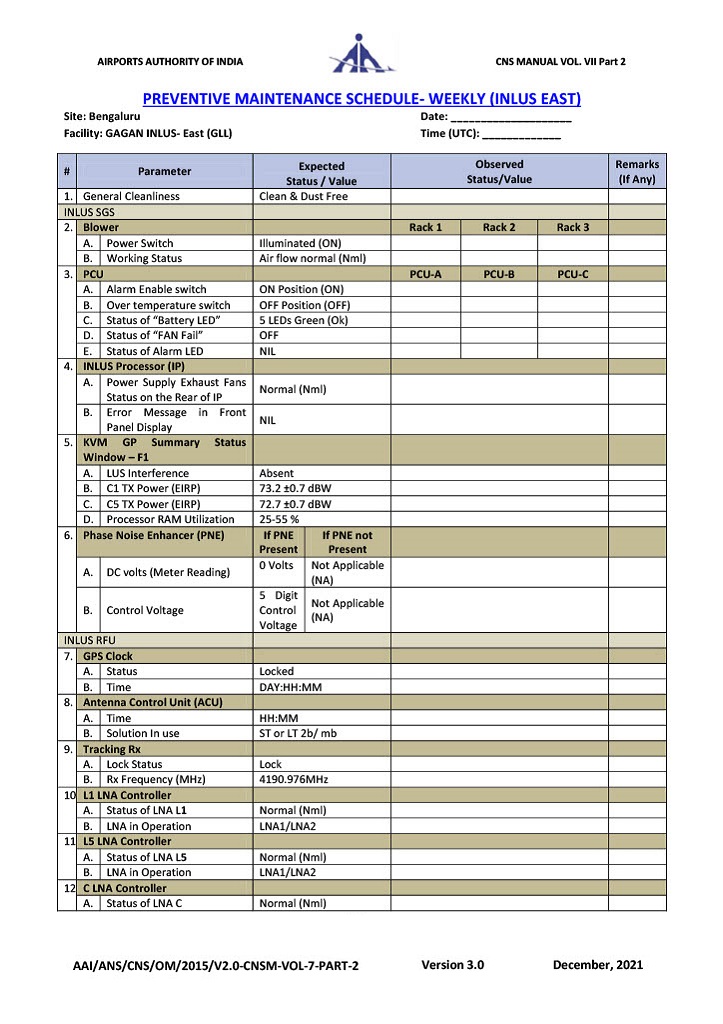 AIRPORTS AUTHORITY OF INDIA
CNS MANUAL VOL. VII Part 2
PREVENTIVE MAINTENANCE SCHEDULE- WEEKLY (INLUS EAST)
Site: Bengaluru Date: ____________________
Facility: GAGAN INLUS- East (GLL) Time (UTC): _____________
# Parameter Expected Status / Value Observed Status/Value Remarks (If Any)
1. General Cleanliness Clean & Dust Free
INLUS SGS
2. Blower Rack 1 Rack 2 Rack 3
A. Power Switch Illuminated (ON)
B. Working Status Air flow normal (Nml)
3. PCU PCU-A PCU-B PCU-C
A. Alarm Enable switch ON Position (ON)
B. Over temperature switch OFF Position (OFF)
C. Status of “Battery LED” 5 LEDs Green (Ok)
D. Status of “FAN Fail” OFF
E. Status of Alarm LED NIL
4. INLUS Processor (IP)
A. Power Supply Exhaust Fans Status on the Rear of IP Normal (Nml)
B. Error Message in Front Panel Display NIL
5. KVM GP Summary Status Window – F1
A. LUS Interference Absent
B. C1 TX Power (EIRP) 73.2 ±0.7 dBW
C. C5 TX Power (EIRP) 72.7 ±0.7 dBW
D. Processor RAM Utilization 25-55 %
6. Phase Noise Enhancer (PNE) If PNE Present If PNE not Present
A. DC volts (Meter Reading) 0 Volts Not Applicable (NA)
B. Control Voltage 5 Digit Control Voltage Not Applicable (NA)
INLUS RFU
7. GPS Clock
A. Status Locked
B. Time DAY:HH:MM
8. Antenna Control Unit (ACU)
A. Time HH:MM
B. Solution In use ST or LT 2b/ mb
9. Tracking Rx
A. Lock Status Lock
B. Rx Frequency (MHz) 4190.976MHz
10 L1 LNA Controller
A. Status of LNA L1 Normal (Nml)
B. LNA in Operation LNA1/LNA2
11 L5 LNA Controller
A. Status of LNA L5 Normal (Nml)
B. LNA in Operation LNA1/LNA2
12 C LNA Controller
A. Status of LNA C Normal (Nml)
AAI/ANS/CNS/OM/2015/V2.0-CNSM-VOL-7-PART-2 Version 3.0 December, 2021